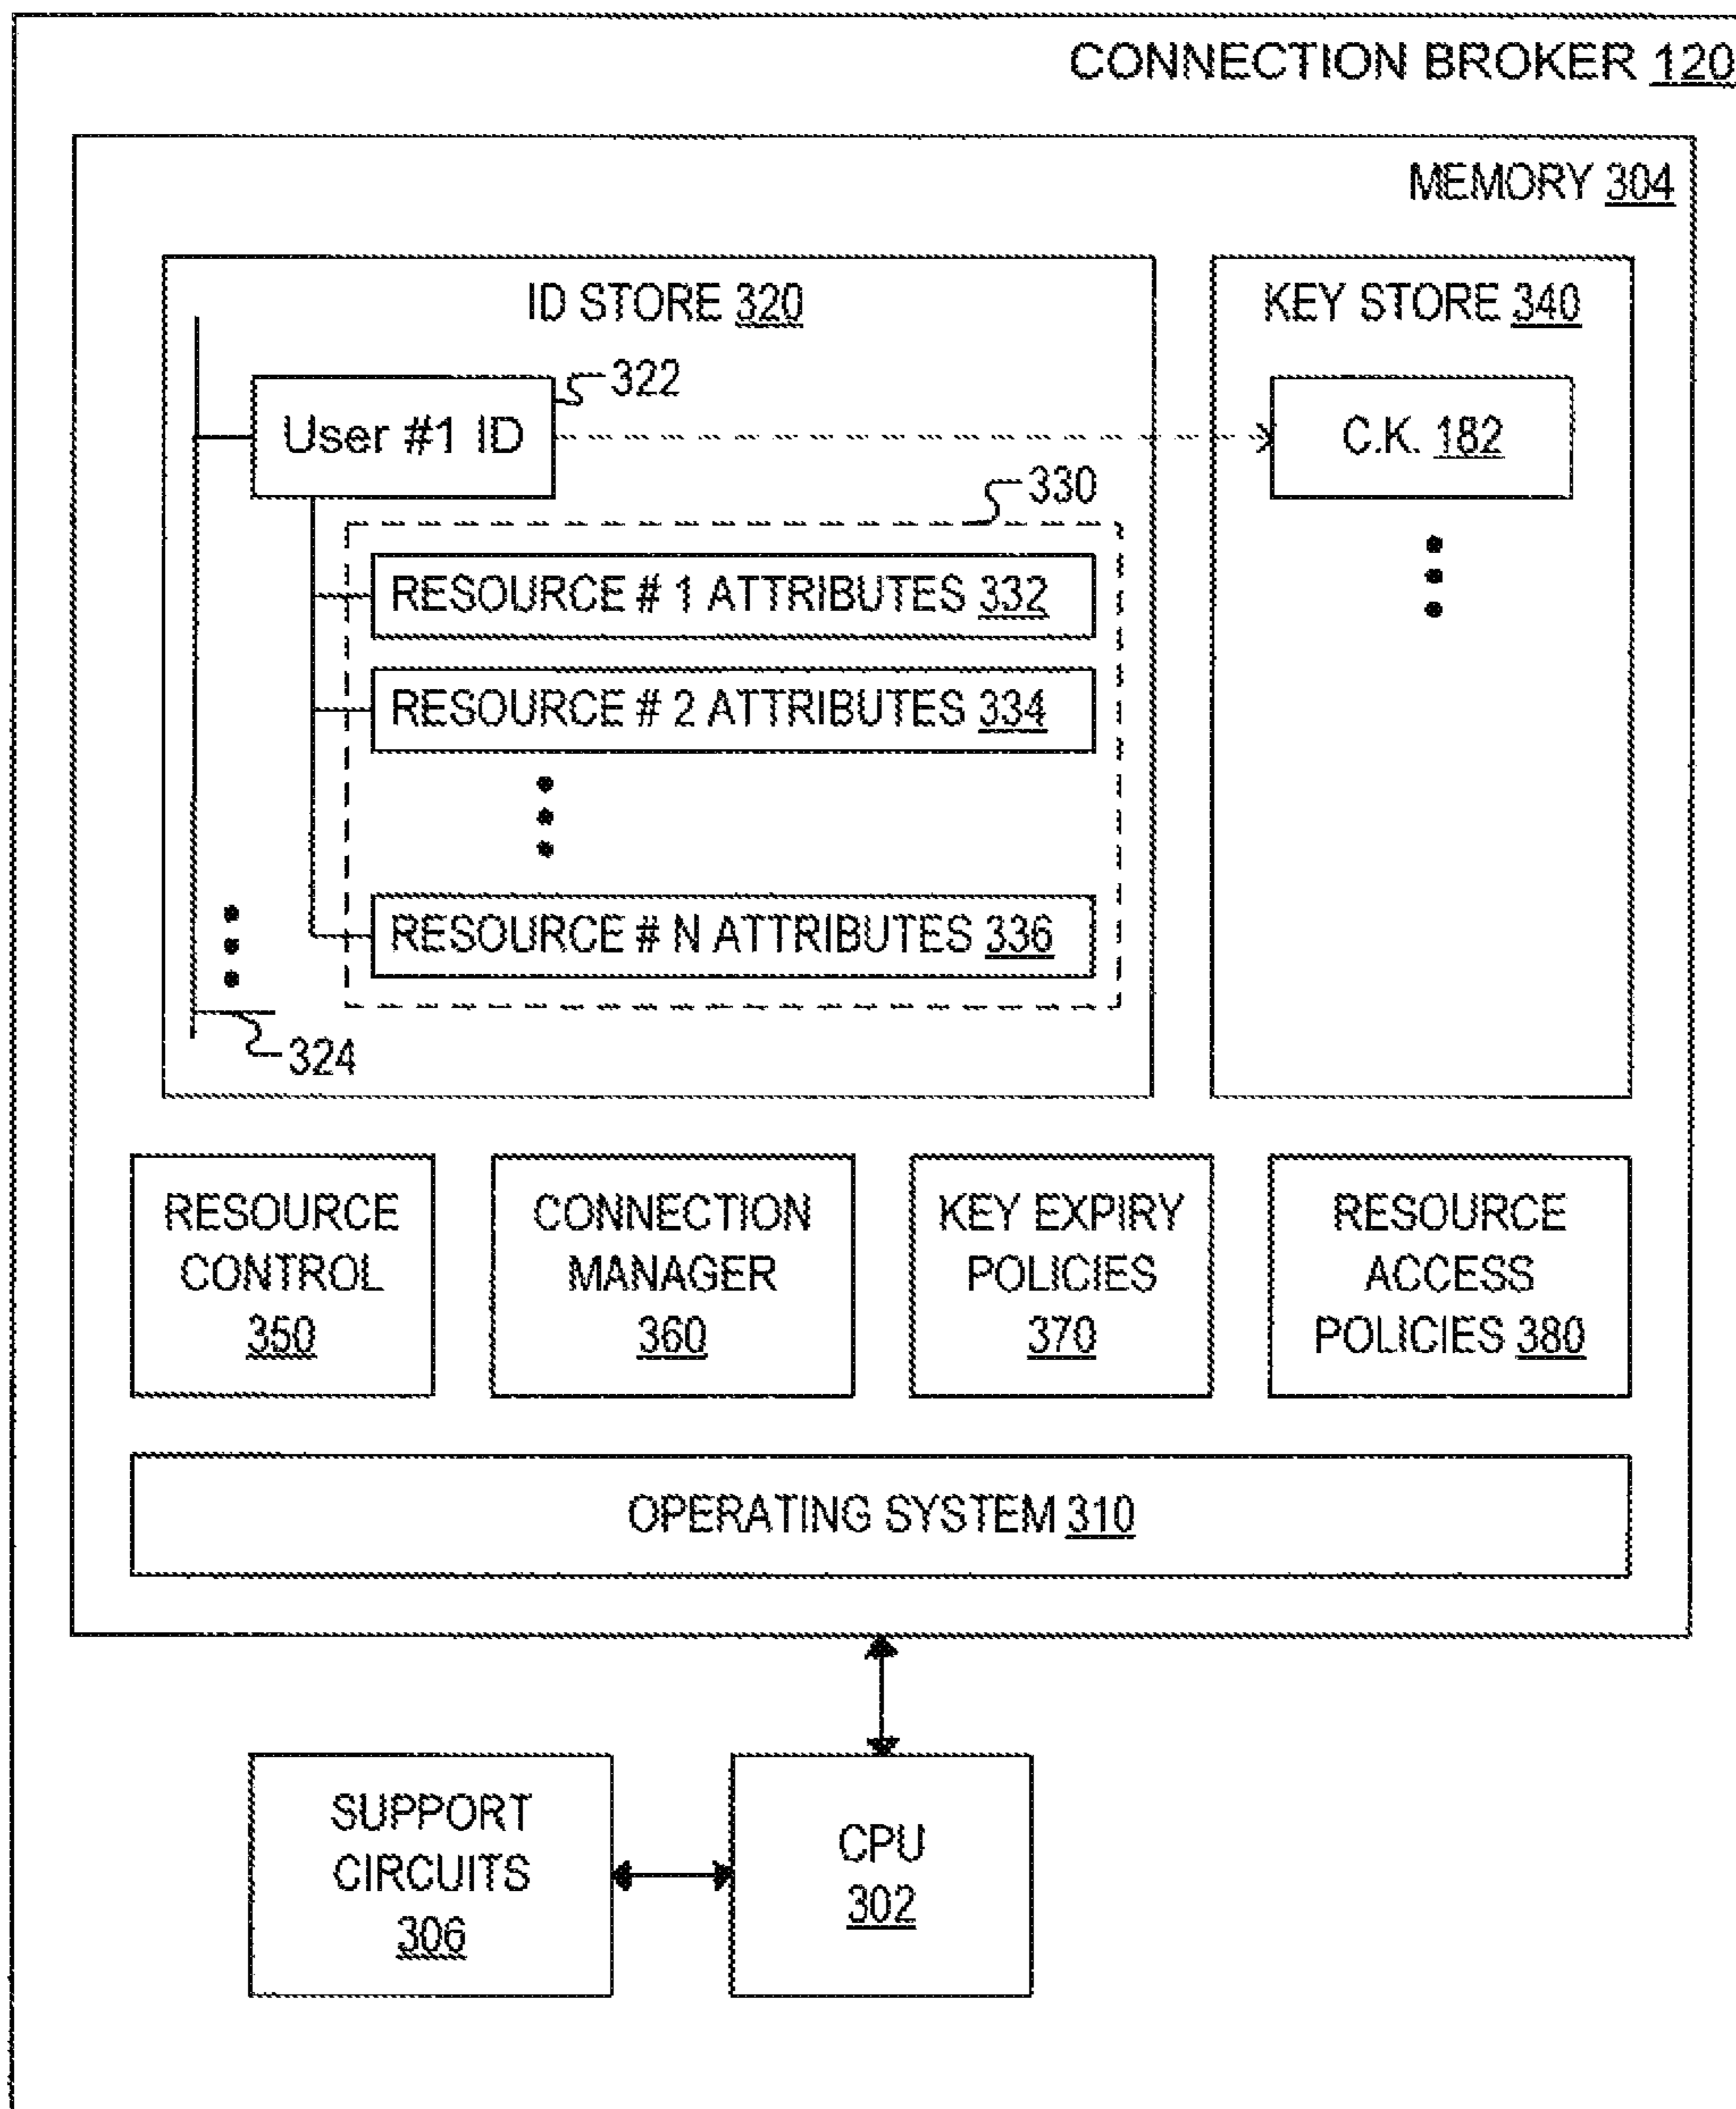 CONNECTION BROKER 120
MEMORY 304
ID STORE 320
KEY STORE 340
322
User #1 ID
C.K. 182
330
RESOURCE # 1 ATTRIBUTES 332
RESOURCE # 2 ATTRIBUTES 334
RESOURCE # N ATTRIBUTES 336
324
RESOURCE
CONTROL
350
CONNECTION
MANAGER
360
KEY EXPIRY
POLICIES
370
RESOURCE
ACCESS
POLICIES 380
OPERATING SYSTEM 310
SUPPORT
CIRCUITS
306
CPU
302